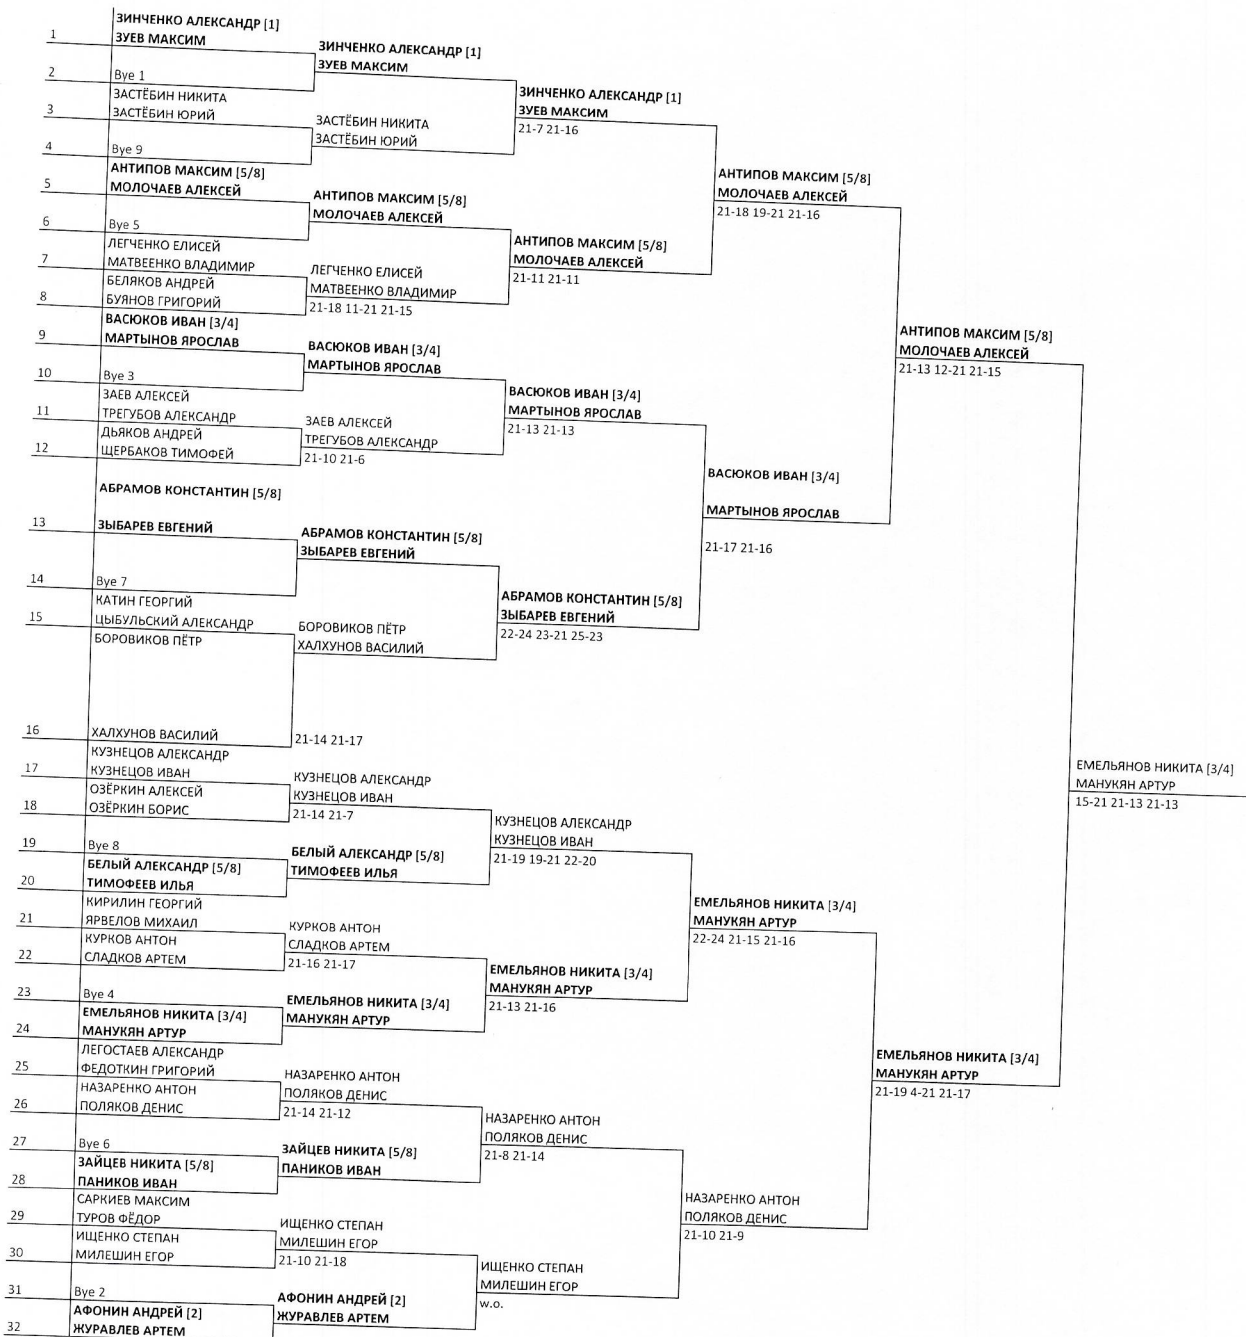 ЗИНЧЕНКО АЛЕКСАНДР [1]
1
ЗУЕВ МАКСИМ
2
Bye 1
ЗАСТЁБИН НИКИТА
3
ЗАСТЁБИН ЮРИЙ
4
Bye 9
АНТИПОВ МАКСИМ [5/8]
5
МОЛОЧАЕВ АЛЕКСЕЙ
6
Bye 5
ЛЕГЧЕНКО ЕЛИСЕЙ
7
МАТВЕЕНКО ВЛАДИМИР
БЕЛЯКОВ АНДРЕЙ
8
БУЯНОВ ГРИГОРИЙ
ВАСЮКОВ ИВАН [3/4]
9
МАРТЫНОВ ЯРОСЛАВ
10
Bye 3
ЗАЕВ АЛЕКСЕЙ
11
ТРЕГУБОВ АЛЕКСАНДР
ДЬЯКОВ АНДРЕЙ
12
ЩЕРБАКОВ ТИМОФЕЙ
АБРАМОВ КОНСТАНТИН [5/8]
13
ЗЫБАРЕВ ЕВГЕНИЙ
14
Bye 7
КАТИН ГЕОРГИЙ
15
ЦЫБУЛЬСКИЙ АЛЕКСАНДР
БОРОВИКОВ ПЁТР
16
ХАЛХУНОВ ВАСИЛИЙ
КУЗНЕЦОВ АЛЕКСАНДР
17
КУЗНЕЦОВ ИВАН
ОЗЁРКИН АЛЕКСЕЙ
18
ОЗЁРКИН БОРИС
19
Bye 8
БЕЛЫЙ АЛЕКСАНДР [5/8]
20
ТИМОФЕЕВ ИЛЬЯ
КИРИЛИН ГЕОРГИЙ
21
ЯРВЕЛОВ МИХАИЛ
КУРКОВ АНТОН
22
СЛАДКОВ АРТЕМ
23
Bye 4
ЕМЕЛЬЯНОВ НИКИТА [3/4]
24
МАНУКЯН АРТУР
ЛЕГОСТАЕВ АЛЕКСАНДР
25
ФЕДОТКИН ГРИГОРИЙ
НАЗАРЕНКО АНТОН
26
ПОЛЯКОВ ДЕНИС
27
Bye 6
ЗАЙЦЕВ НИКИТА [5/8]
28
ПАНИКОВ ИВАН
САРКИЕВ МАКСИМ
29
ТУРОВ ФЁДОР
ИЩЕНКО СТЕПАН
30
МИЛЕШИН ЕГОР
31
Bye 2
АФОНИН АНДРЕЙ [2]
32
ЖУРАВЛЕВ АРТЕМ
ЗИНЧЕНКО АЛЕКСАНДР [1]
ЗУЕВ МАКСИМ
ЗАСТЁБИН НИКИТА
ЗАСТЁБИН ЮРИЙ
АНТИПОВ МАКСИМ [5/8]
МОЛОЧАЕВ АЛЕКСЕЙ
ЛЕГЧЕНКО ЕЛИСЕЙ
МАТВЕЕНКО ВЛАДИМИР
21-18 11-21 21-15
ВАСЮКОВ ИВАН [3/4]
МАРТЫНОВ ЯРОСЛАВ
ЗАЕВ АЛЕКСЕЙ
ТРЕГУБОВ АЛЕКСАНДР
21-10 21-6
АБРАМОВ КОНСТАНТИН [5/8]
ЗЫБАРЕВ ЕВГЕНИЙ
БОРОВИКОВ ПЁТР
ХАЛХУНОВ ВАСИЛИЙ
21-14 21-17
КУЗНЕЦОВ АЛЕКСАНДР
КУЗНЕЦОВ ИВАН
21-14 21-7
БЕЛЫЙ АЛЕКСАНДР [5/8]
ТИМОФЕЕВ ИЛЬЯ
КУРКОВ АНТОН
СЛАДКОВ АРТЕМ
21-16 21-17
ЕМЕЛЬЯНОВ НИКИТА [3/4]
МАНУКЯН АРТУР
НАЗАРЕНКО АНТОН
ПОЛЯКОВ ДЕНИС
21-14 21-12
ЗАЙЦЕВ НИКИТА [5/8]
ПАНИКОВ ИВАН
ИЩЕНКО СТЕПАН
МИЛЕШИН ЕГОР
21-10 21-18
АФОНИН АНДРЕЙ [2]
ЖУРАВЛЕВ АРТЕМ
ЗИНЧЕНКО АЛЕКСАНДР [1]
ЗУЕВ МАКСИМ
21-7 21-16
АНТИПОВ МАКСИМ [5/8]
МОЛОЧАЕВ АЛЕКСЕЙ
21-11 21-11
ВАСЮКОВ ИВАН [3/4]
МАРТЫНОВ ЯРОСЛАВ
21-13 21-13
АБРАМОВ КОНСТАНТИН [5/8]
ЗЫБАРЕВ ЕВГЕНИЙ
22-24 23-21 25-23
КУЗНЕЦОВ АЛЕКСАНДР
КУЗНЕЦОВ ИВАН
21-19 19-21 22-20
ЕМЕЛЬЯНОВ НИКИТА [3/4]
МАНУКЯН АРТУР
21-13 21-16
НАЗАРЕНКО АНТОН
ПОЛЯКОВ ДЕНИС
21-8 21-14
ИЩЕНКО СТЕПАН
МИЛЕШИН ЕГОР
w.o.
АНТИПОВ МАКСИМ [5/8]
МОЛОЧАЕВ АЛЕКСЕЙ
21-18 19-21 21-16
ВАСЮКОВ ИВАН [3/4]
МАРТЫНОВ ЯРОСЛАВ
21-17 21-16
ЕМЕЛЬЯНОВ НИКИТА [3/4]
МАНУКЯН АРТУР
22-24 21-15 21-16
НАЗАРЕНКО АНТОН
ПОЛЯКОВ ДЕНИС
21-10 21-9
АНТИПОВ МАКСИМ [5/8]
МОЛОЧАЕВ АЛЕКСЕЙ
21-13 12-21 21-15
ЕМЕЛЬЯНОВ НИКИТА [3/4]
МАНУКЯН АРТУР
21-19 4-21 21-17
ЕМЕЛЬЯНОВ НИКИТА [3/4]
МАНУКЯН АРТУР
15-21 21-13 21-13